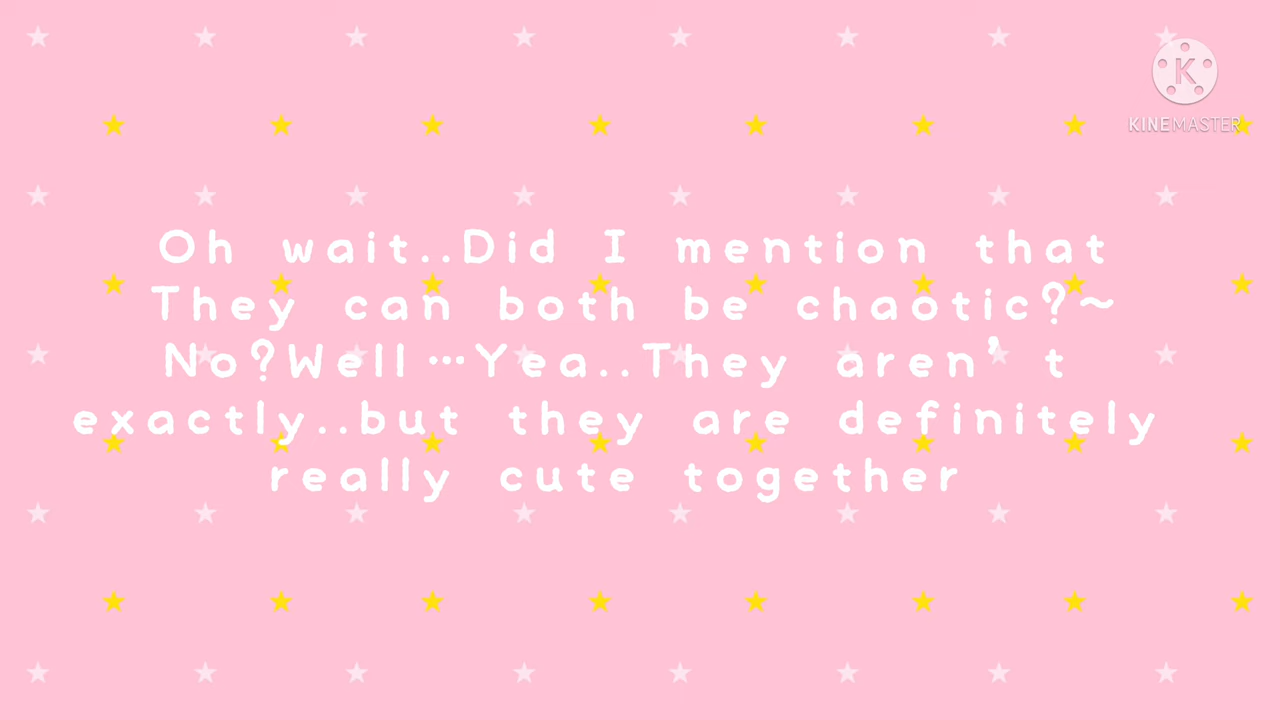 K
KINEMASTER
Oh wait..Did I mention that
They can both be chaotic?~
No?Well…Yea..They aren't
exactly..but they are definitely
really cute together